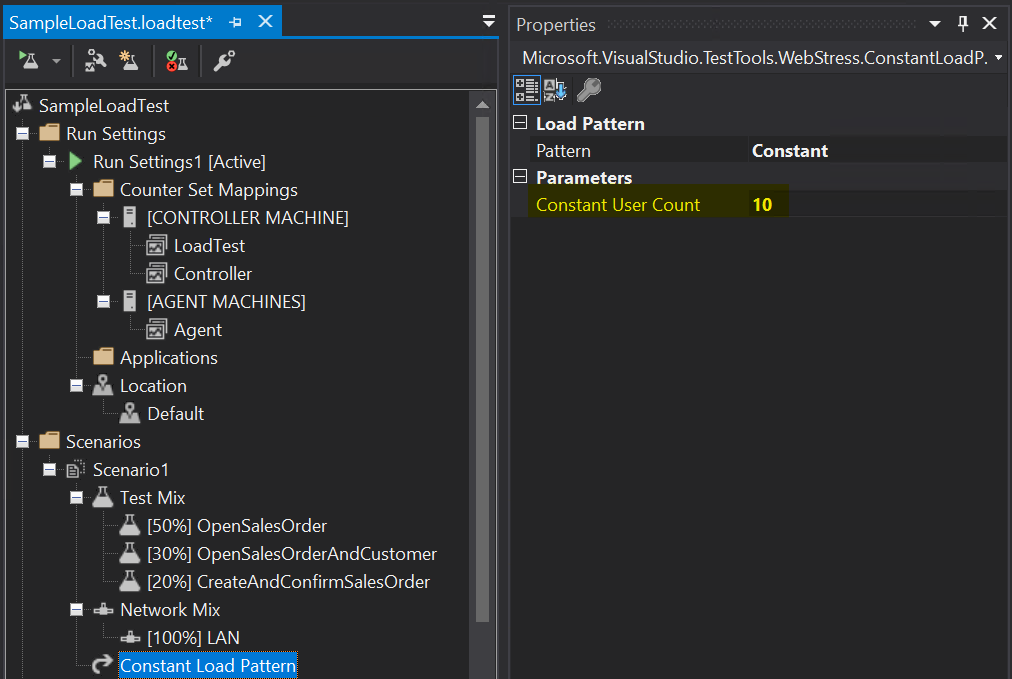 SampleLoadTest.loadtest*
SampleLoadTest
Run Settings
Run Settings1 [Active]
Counter Set Mappings
[CONTROLLER MACHINE]
LoadTest
Controller
[AGENT MACHINES]
Agent
Applications
Location
Default
Scenarios
Scenario1
Test Mix
[50%] OpenSalesOrder
[30%] OpenSalesOrderAndCustomer
[20%] CreateAndConfirmSalesOrder
Network Mix
[100%] LAN
Constant Load Pattern
Properties
Microsoft.VisualStudio.TestTools.WebStress.ConstantLoadP.
Load Pattern
Pattern Constant
Parameters
Constant User Count 10